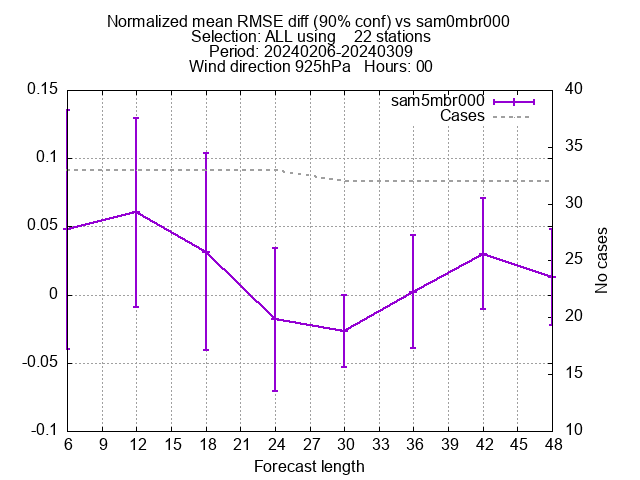 Normalized mean RMSE diff (90% conf) vs sam0mbr000
Selection: ALL using    22 stations
Period: 20240206-20240309
Wind direction 925hPa   Hours: 00
sam5mbr000
Cases
0.15
0.1
0.05
0
-0.05
-0.1
40
35
30
25
20
15
10
No cases
6 9 12 15 18 21 24 27 30 33 36 39 42 45 48
Forecast length